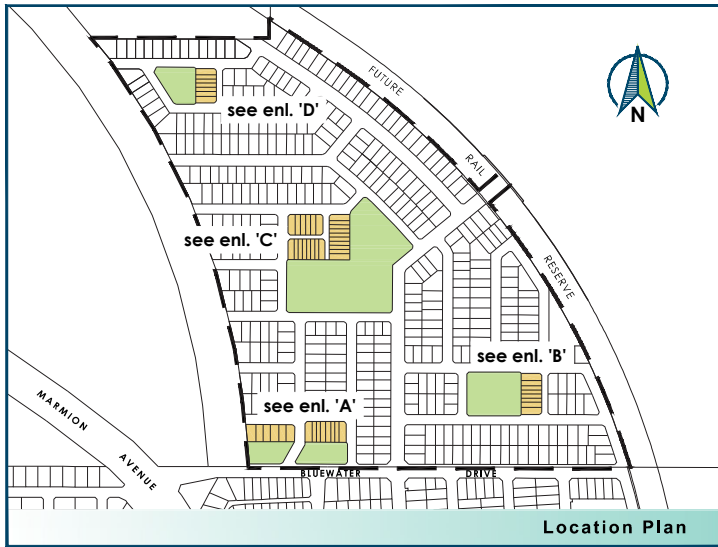 FUTURE
RAIL
RESERVE
N
see enl. 'D'
see enl. 'C'
see enl. 'B'
see enl. 'A'
MARMION
AVENUE
BLUEWATER DRIVE
Location Plan